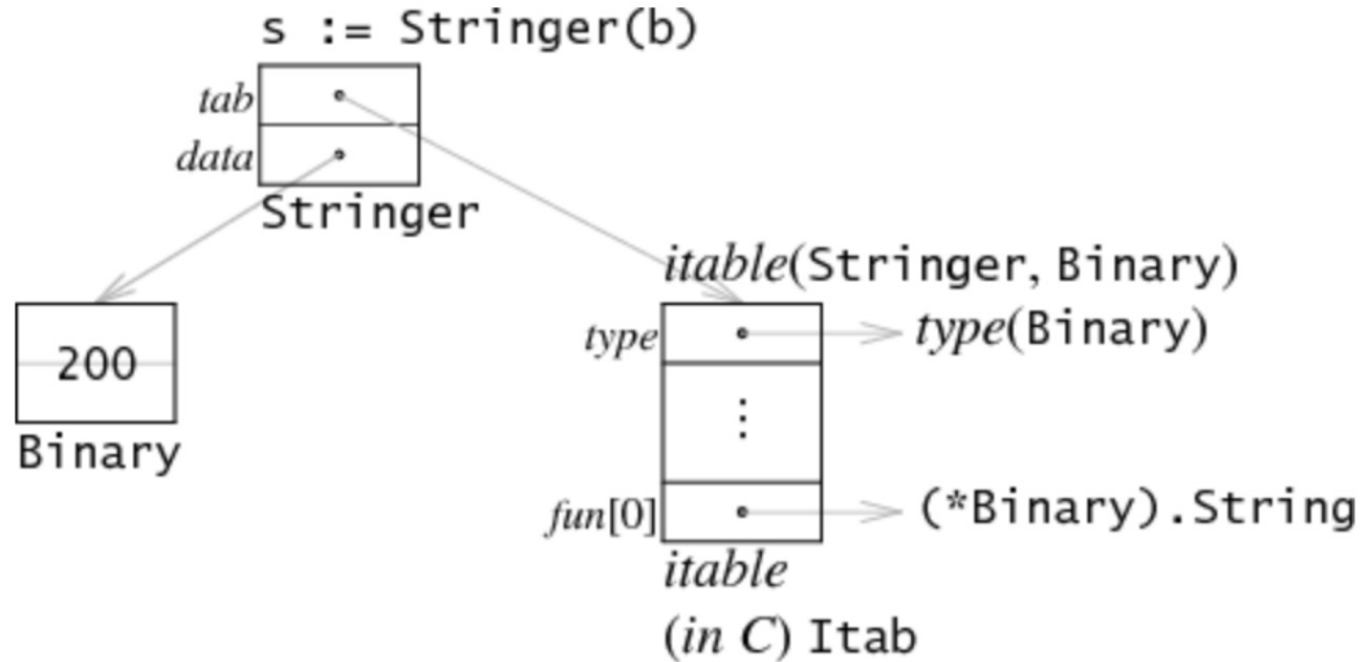 s := Stringer(b)
tab
data
Stringer
itable(Stringer, Binary)
type
type(Binary)
200
Binary
fun[0]
(*Binary).String
itable
(in C) Itab